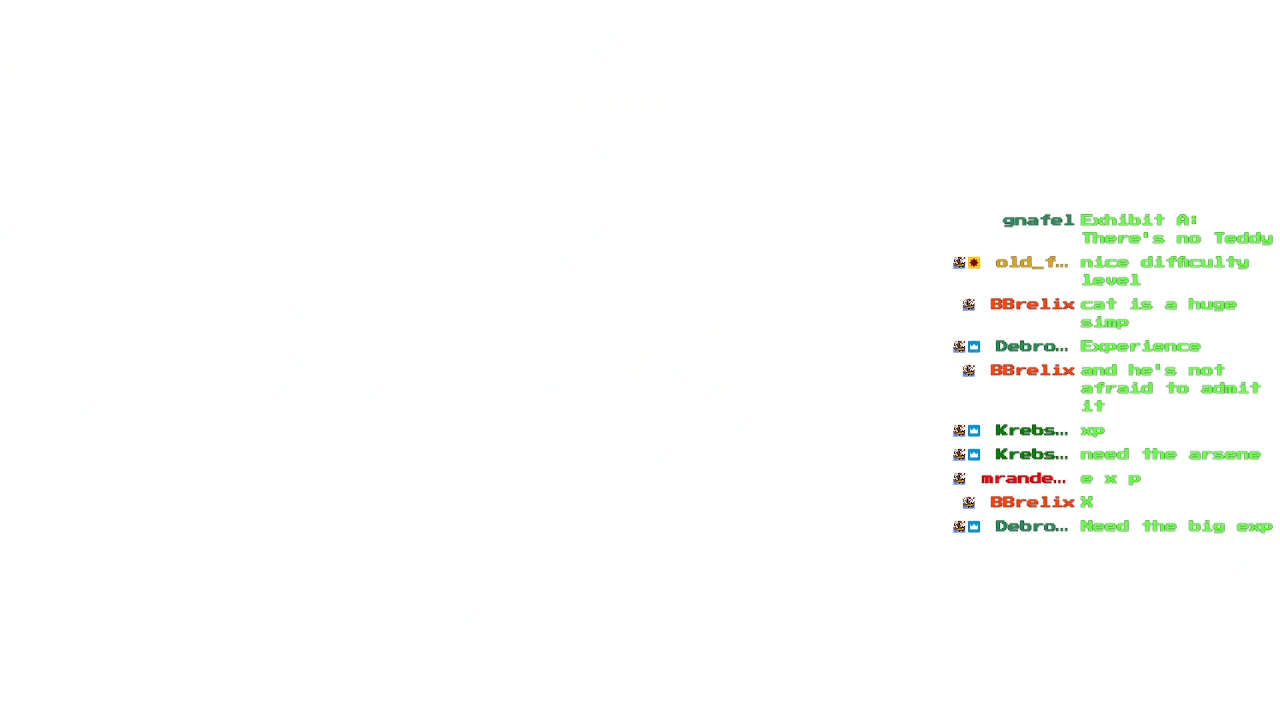 gnafel Exhibit A:
There's no Teddy
old_f... nice difficulty
level
BBrelix cat is a huge
simp
Debro... Experience
BBrelix and he's not
afraid to admit
it
Krebs... xp
Krebs... need the arsene
mrande... e x p
BBrelix X
Debro... Need the big exp